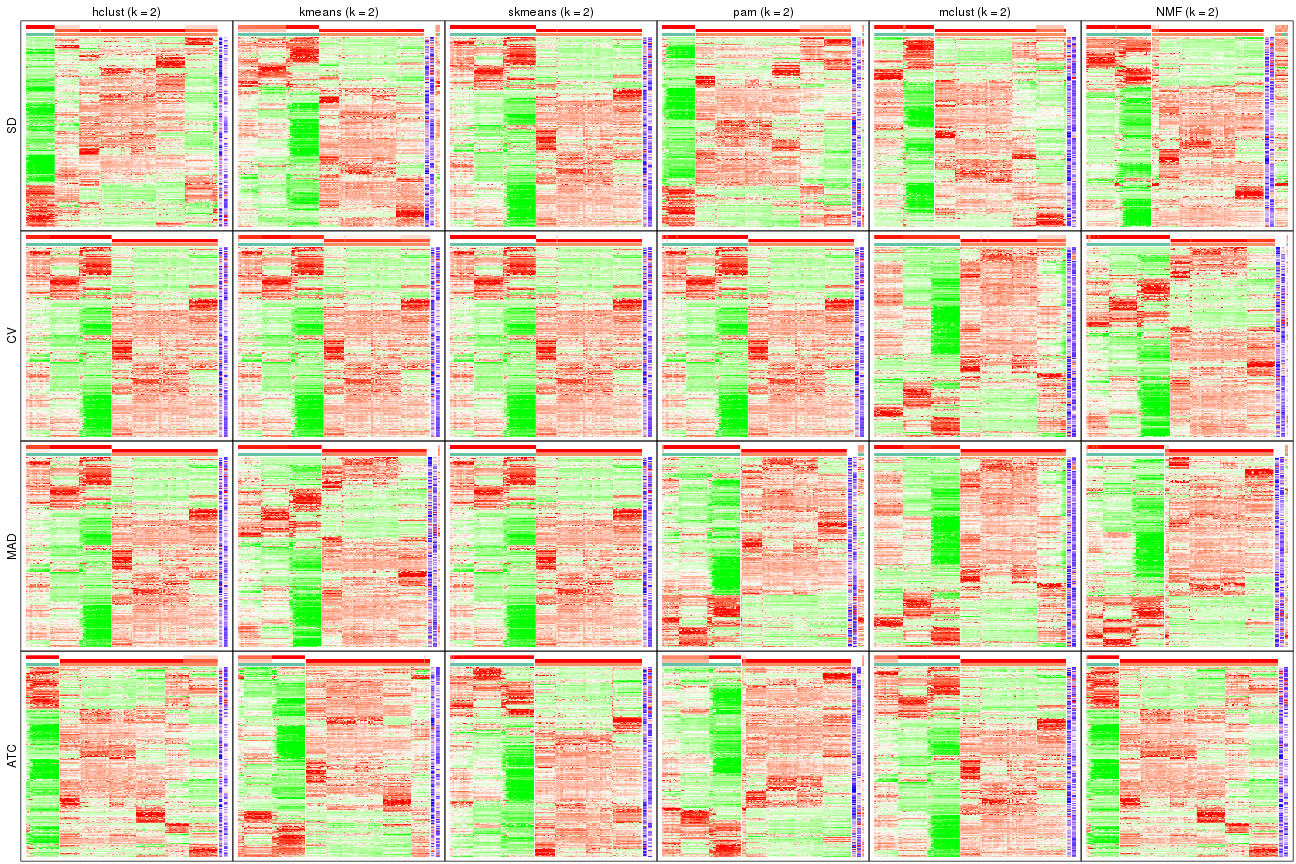 hclust (k = 2) kmeans (k = 2) skmeans (k = 2) pam (k = 2) mclust (k = 2) NMF (k = 2)
SD
CV
MAD
ATC